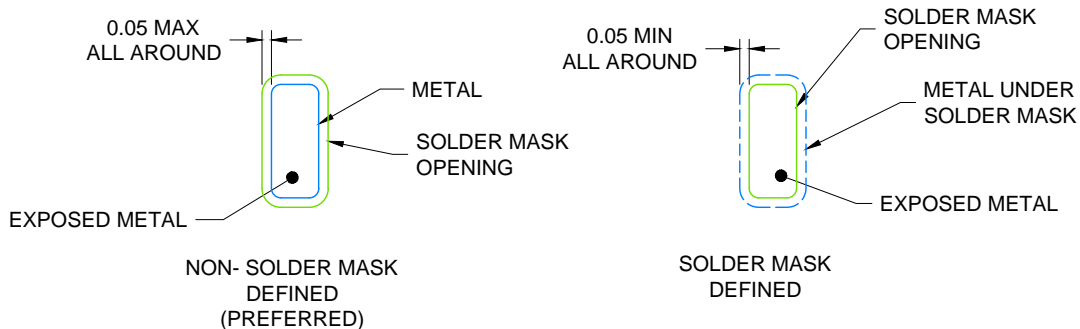 0.05 MAX
ALL AROUND
METAL
SOLDER MASK
OPENING
EXPOSED METAL
NON- SOLDER MASK
DEFINED
(PREFERRED)
0.05 MIN
ALL AROUND
SOLDER MASK
OPENING
METAL UNDER
SOLDER MASK
EXPOSED METAL
SOLDER MASK
DEFINED